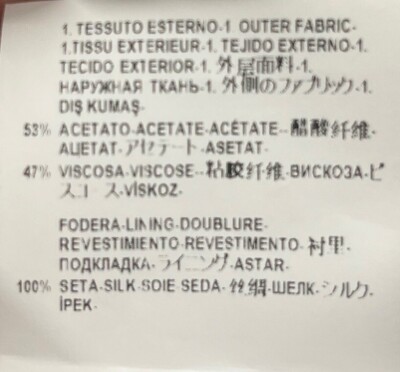 1. TESSUTO ESTERNO-1. OUTER FABRIC-
1.TISSU EXTERIEUR-1. TEJIDO EXTERNO-1.
TECIDO EXTERIOR-1. 外层面料-1.
НАРУЖНАЯ ТКАНЬ-1. 外側のファブリック-1.
DIŞ KUMAŞ-
53% ACETATO-ACETATE-ACÉTATE--醋酸纤维-
АЦЕТАТ-アセテート-ASETAT-
47% VISCOSA-VISCOSE--粘胶纤维-ВИСКОЗА-ビ
スコース-VİSKOZ-
FODERA-LINING-DOUBLURE-
REVESTIMIENTO-REVESTIMENTO-衬里-
ПОДКЛАДКА-ライニング-ASTAR-
100% SETA-SILK-SOIE-SEDA-丝绸-ШЕЛК-シルク-
İPEK-